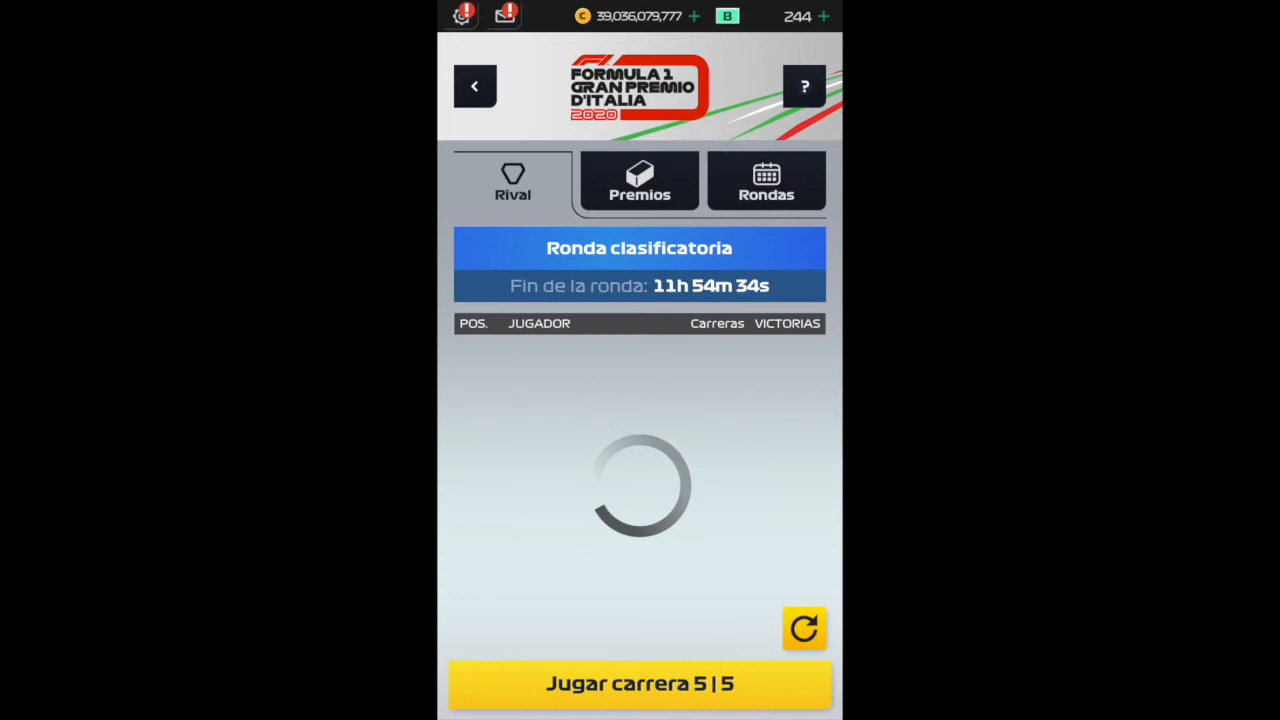 39,036,079,777 + B 244 +
FORMULA 1
GRAN PREMIO
D'ITALIA
2020
?
Rival
Premios
Rondas
Ronda clasificatoria
Fin de la ronda: 11h 54m 34s
POS. JUGADOR Carreras VICTORIAS
Jugar carrera 5|5